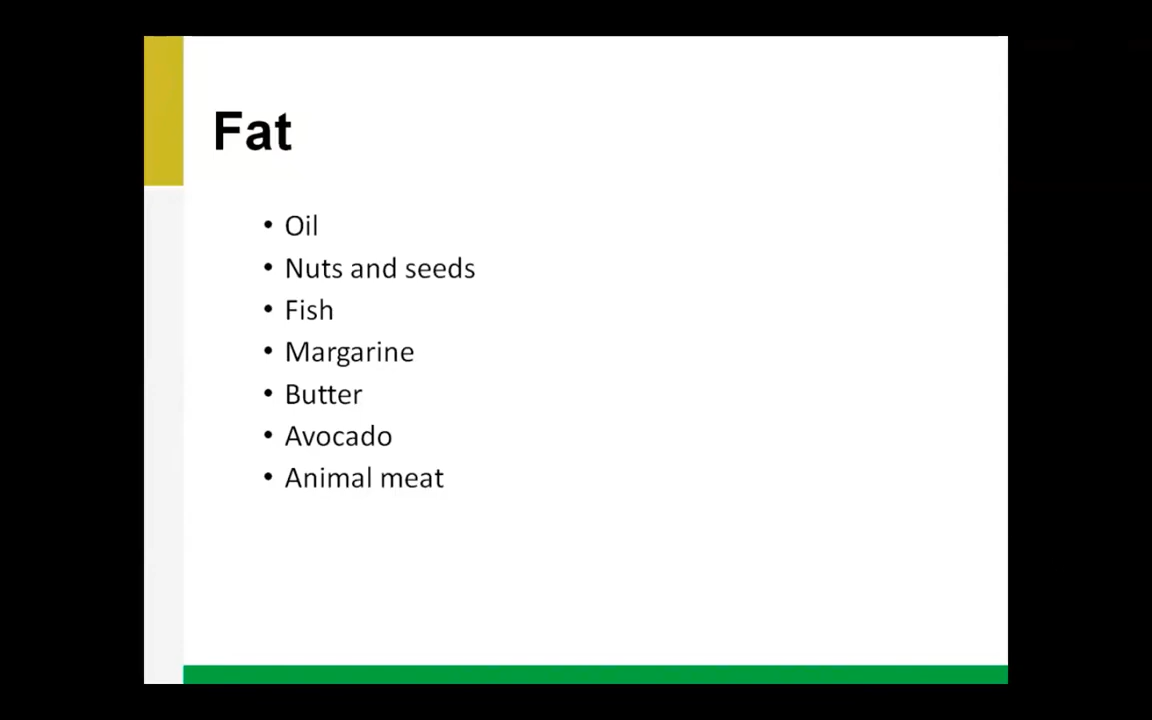 Fat
• Oil
• Nuts and seeds
• Fish
• Margarine
• Butter
• Avocado
• Animal meat